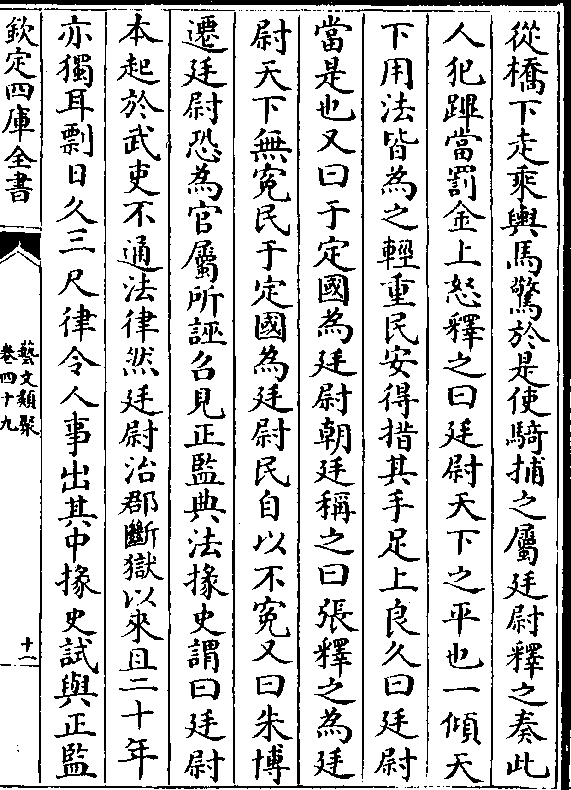 從橋下走乘輿馬驚於是使騎捕之屬廷尉釋之奏此
人犯蹕當罰金上怒釋之曰廷尉天下之平也一傾天
下用法皆為之輕重民安得措其手足上良久曰廷尉
當是也又曰于定國為廷尉朝廷稱之曰張釋之為廷
尉天下無寃民于定國為廷尉民自以不寃又曰朱博
遷廷尉恐為官屬所誣召見正監典法掾史謂曰廷尉
本起於武吏不通法律然廷尉治郡斷獄以來且二十年
亦獨耳剽日久三尺律令人事出其中掾史試與正監
欽定四庫全書
藝文類聚
卷四十九
十一